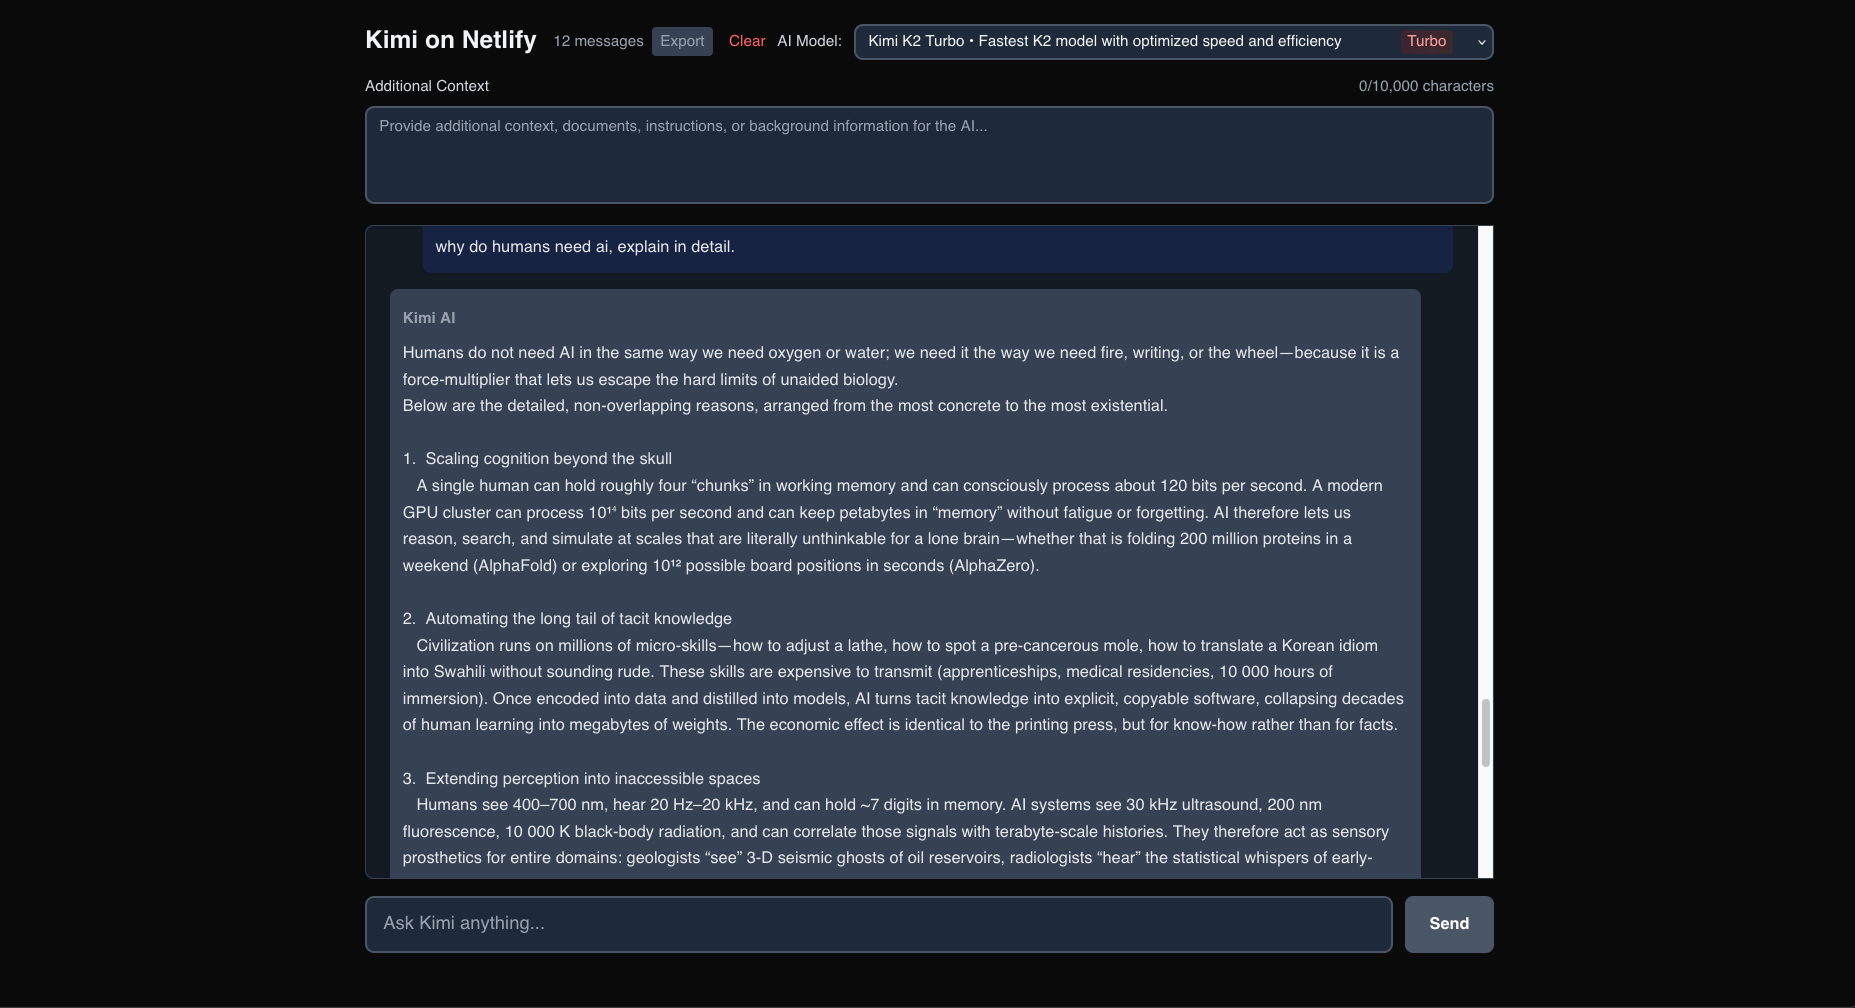 Kimi on Netlify 12 messages Export Clear AI Model: Kimi K2 Turbo • Fastest K2 model with optimized speed and efficiency Turbo
Additional Context 0/10,000 characters
Provide additional context, documents, instructions, or background information for the AI...
why do humans need ai, explain in detail.
Kimi AI
Humans do not need AI in the same way we need oxygen or water; we need it the way we need fire, writing, or the wheel—because it is a
force-multiplier that lets us escape the hard limits of unaided biology.
Below are the detailed, non-overlapping reasons, arranged from the most concrete to the most existential.
1. Scaling cognition beyond the skull
A single human can hold roughly four “chunks” in working memory and can consciously process about 120 bits per second. A modern
GPU cluster can process 10¹⁴ bits per second and can keep petabytes in “memory” without fatigue or forgetting. AI therefore lets us
reason, search, and simulate at scales that are literally unthinkable for a lone brain—whether that is folding 200 million proteins in a
weekend (AlphaFold) or exploring 10¹² possible board positions in seconds (AlphaZero).
2. Automating the long tail of tacit knowledge
Civilization runs on millions of micro-skills—how to adjust a lathe, how to spot a pre-cancerous mole, how to translate a Korean idiom
into Swahili without sounding rude. These skills are expensive to transmit (apprenticeships, medical residencies, 10 000 hours of
immersion). Once encoded into data and distilled into models, AI turns tacit knowledge into explicit, copyable software, collapsing decades
of human learning into megabytes of weights. The economic effect is identical to the printing press, but for know-how rather than for facts.
3. Extending perception into inaccessible spaces
Humans see 400–700 nm, hear 20 Hz–20 kHz, and can hold ~7 digits in memory. AI systems see 30 kHz ultrasound, 200 nm
fluorescence, 10 000 K black-body radiation, and can correlate those signals with terabyte-scale histories. They therefore act as sensory
prosthetics for entire domains: geologists “see” 3-D seismic ghosts of oil reservoirs, radiologists “hear” the statistical whispers of early-
Ask Kimi anything... Send